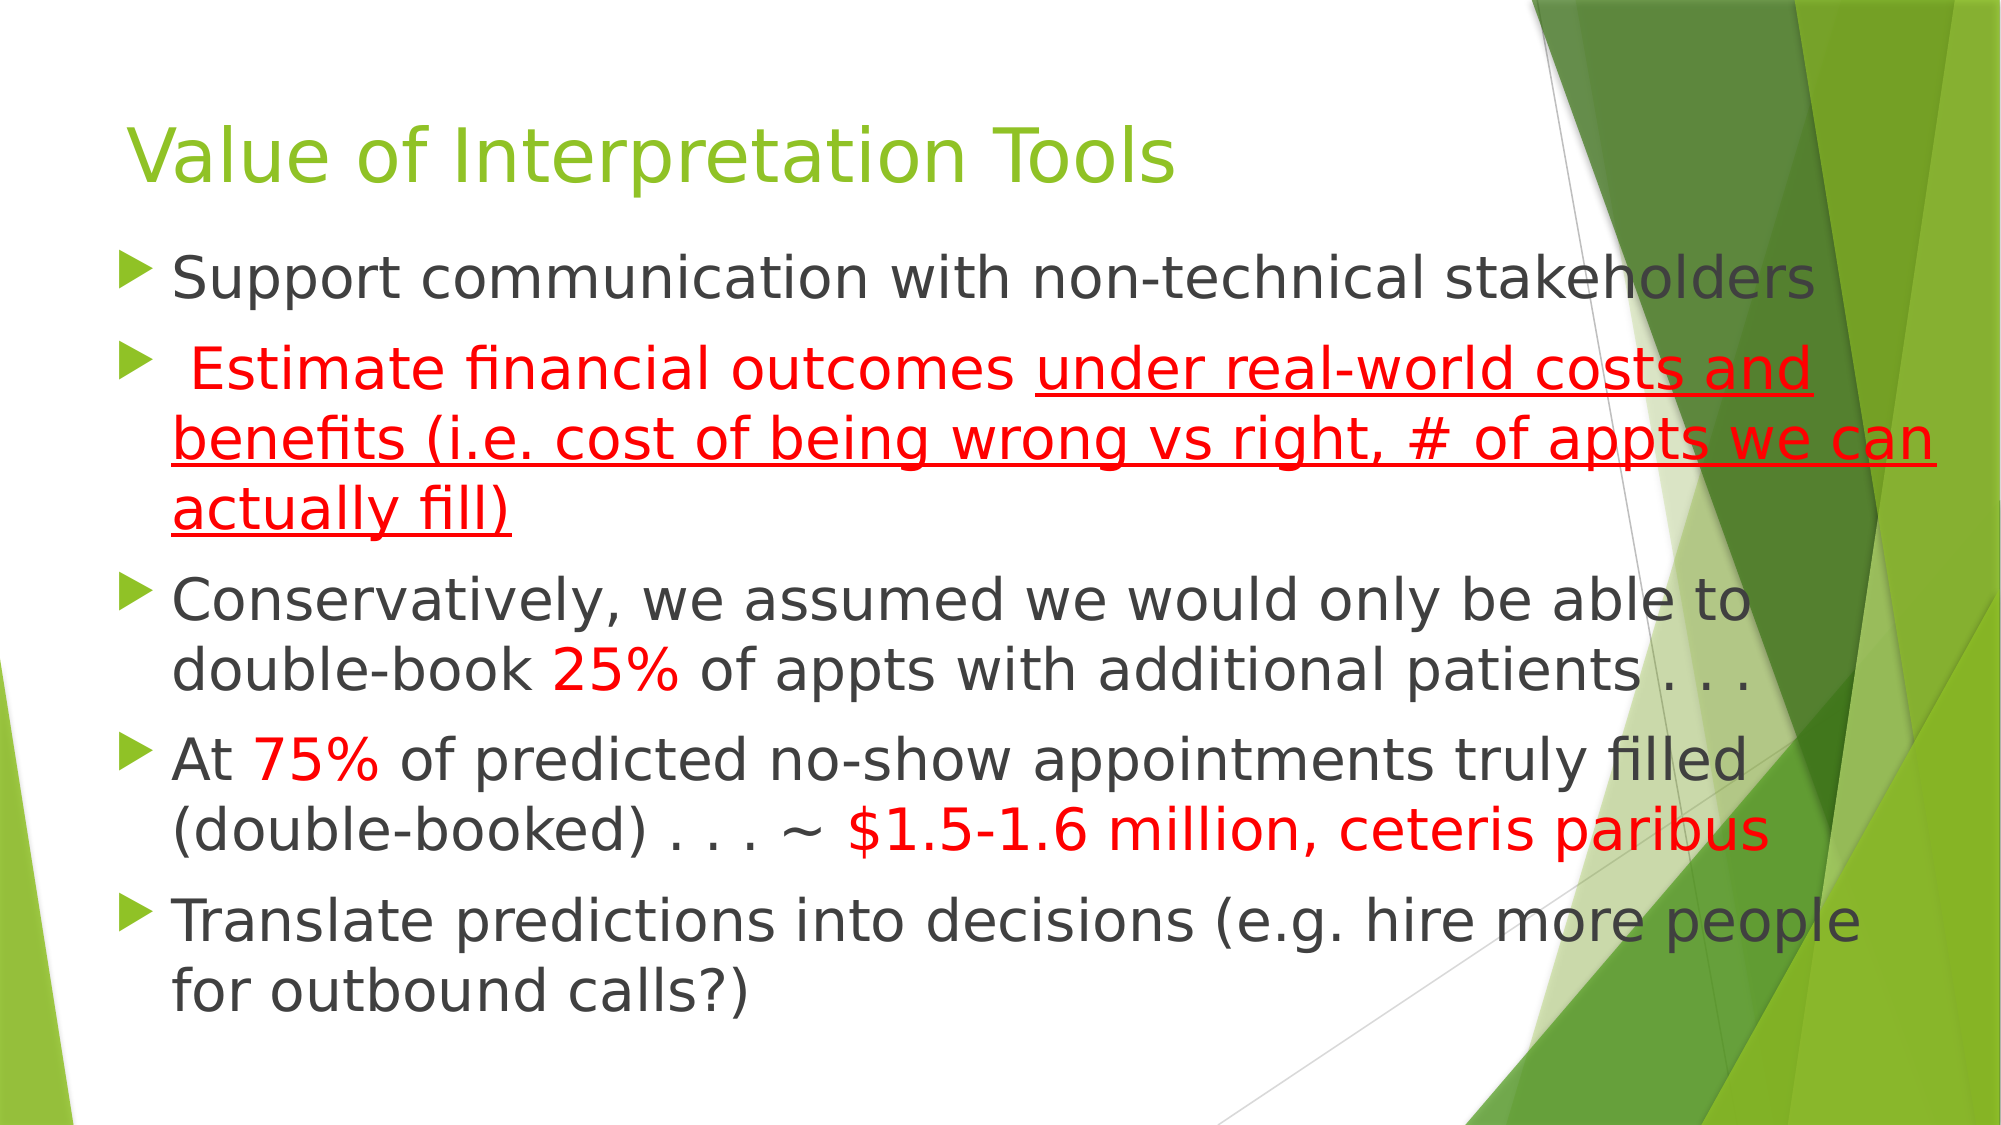 Value of Interpretation Tools
Support communication with non-technical stakeholders
Estimate financial outcomes under real-world costs and
benefits (i.e. cost of being wrong vs right, # of appts we can
actually fill)
Conservatively, we assumed we would only be able to
double-book 25% of appts with additional patients . . .
At 75% of predicted no-show appointments truly filled
(double-booked) . . . ~ $1.5-1.6 million, ceteris paribus
Translate predictions into decisions (e.g. hire more people
for outbound calls?)